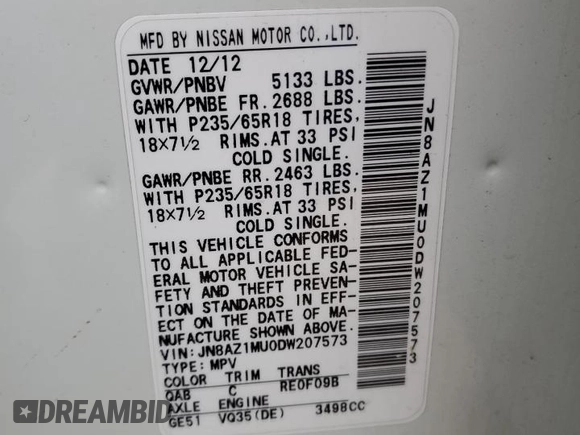 MFD BY NISSAN MOTOR CO.,LTD.
DATE 12/12
GVWR/PNBV 5133 LBS.
GAWR/PNBE FR. 2688 LBS.
WITH P235/65R18 TIRES,
18X7½ RIMS. AT 33 PSI
COLD SINGLE.
GAWR/PNBE RR. 2463 LBS.
WITH P235/65R18 TIRES,
18X7½ RIMS. AT 33 PSI
COLD SINGLE.
THIS VEHICLE CONFORMS
TO ALL APPLICABLE FED-
ERAL MOTOR VEHICLE SA-
FETY AND THEFT PREVEN-
TION STANDARDS IN EFF-
ECT ON THE DATE OF MA-
NUFACTURE SHOWN ABOVE.
VIN: JN8AZ1MU0DW207573
TYPE: MPV
COLOR TRIM TRANS
QAB C RE0F09B
AXLE ENGINE
GE51 VQ35(DE) 3498CC
JN8AZ1MU0DW207573
DREAMBID